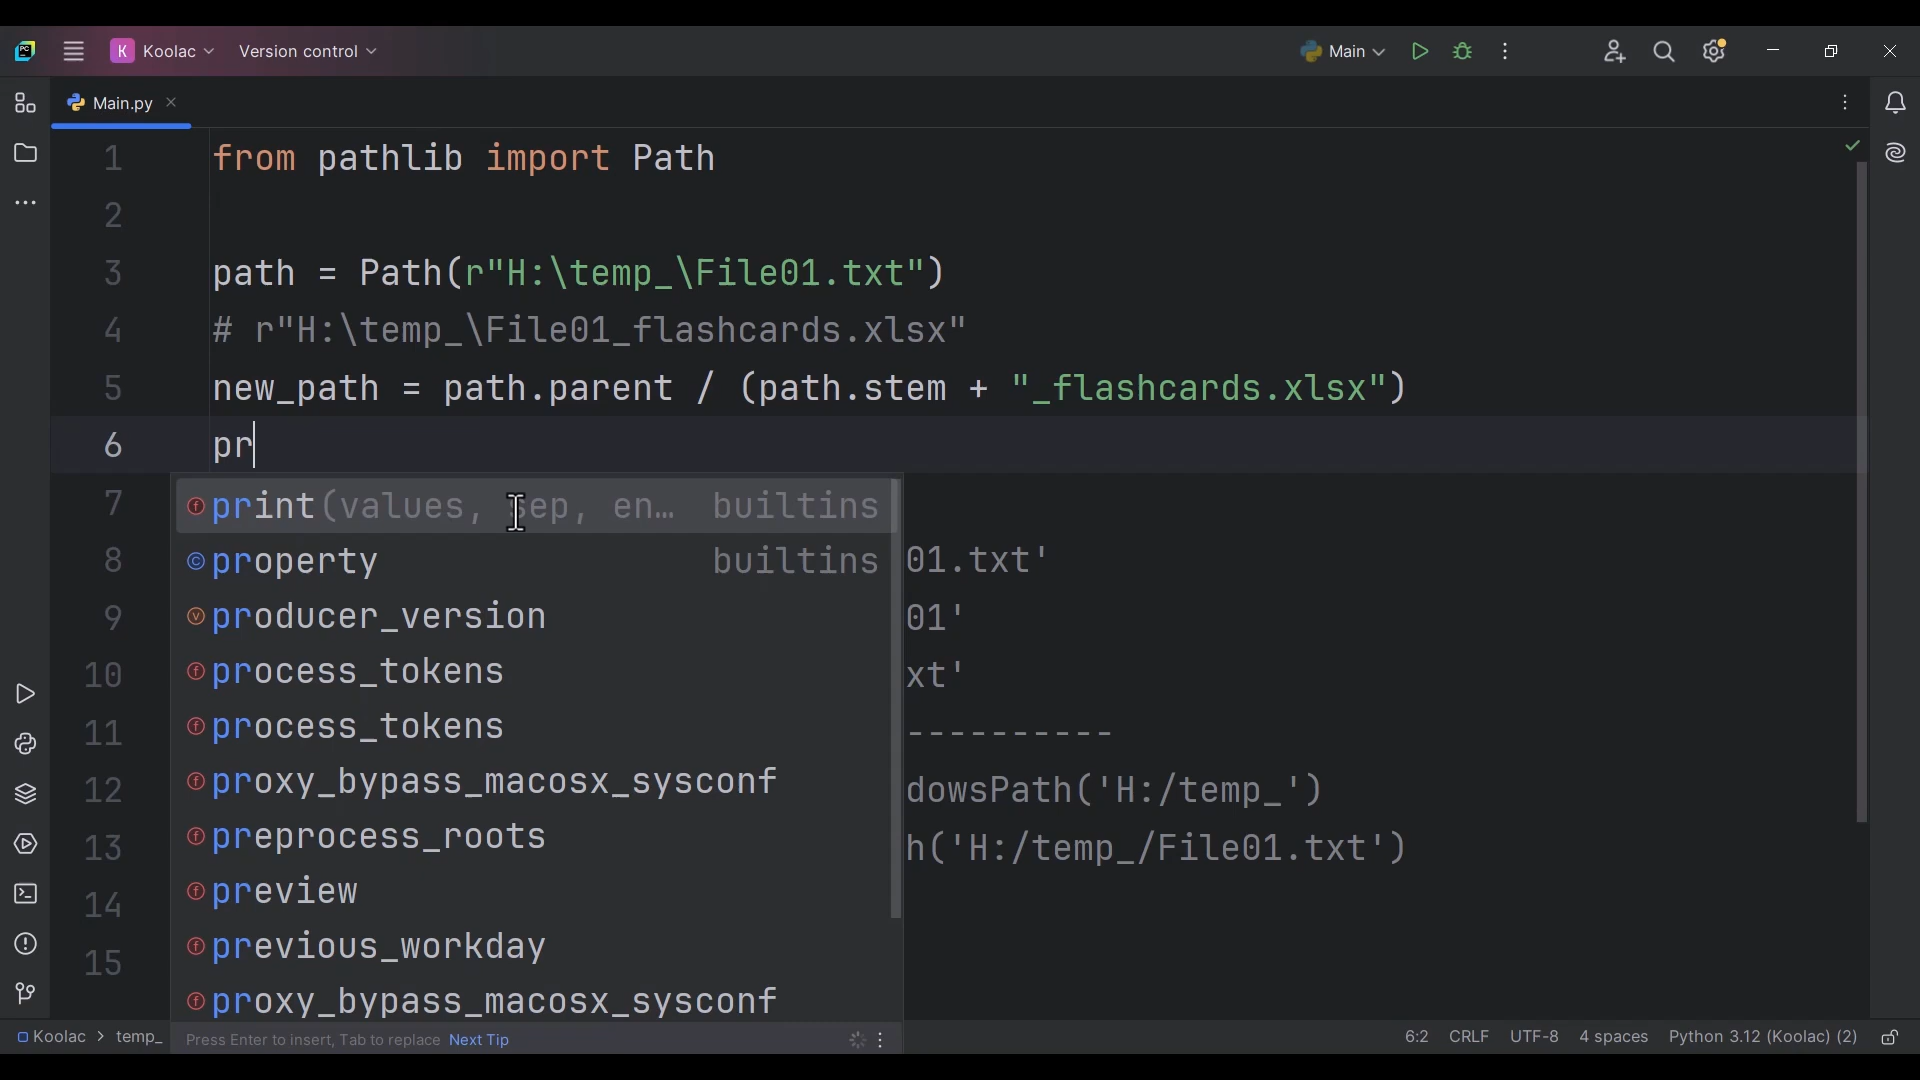 K Koolac Version control Main
Main.py
1 from pathlib import Path
2
3 path = Path(r"H:\temp_\File01.txt")
4 # r"H:\temp_\File01_flashcards.xlsx"
5 new_path = path.parent / (path.stem + "_flashcards.xlsx")
6 pr
7 print(values, sep, en… builtins
8 property builtins 01.txt'
9 producer_version 01'
10 process_tokens xt'
11 process_tokens ----------
12 proxy_bypass_macosx_sysconf dowsPath('H:/temp_')
13 preprocess_roots h('H:/temp_/File01.txt')
14 preview
15 previous_workday
proxy_bypass_macosx_sysconf
Koolac > temp_ Press Enter to insert, Tab to replace Next Tip 6:2 CRLF UTF-8 4 spaces Python 3.12 (Koolac) (2)